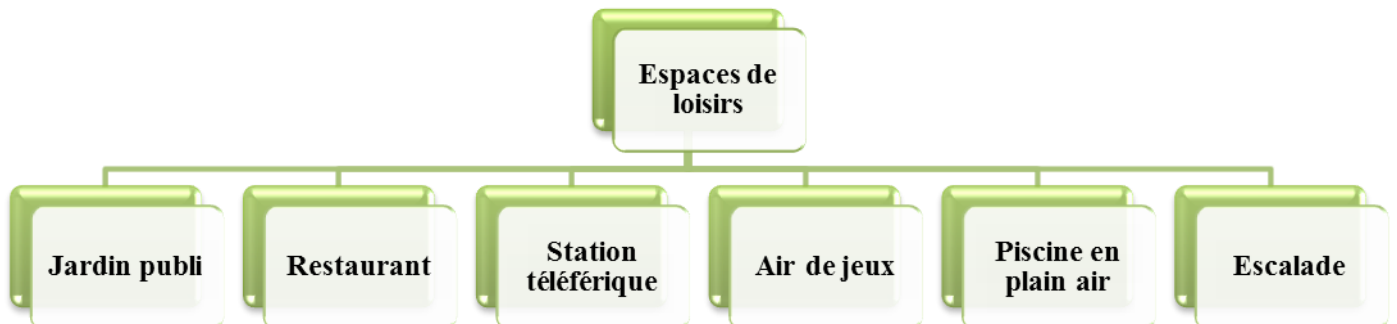 Espaces de
loisirs
Jardin publi
Restaurant
Station
téléférique
Air de jeux
Piscine en
plain air
Escalade